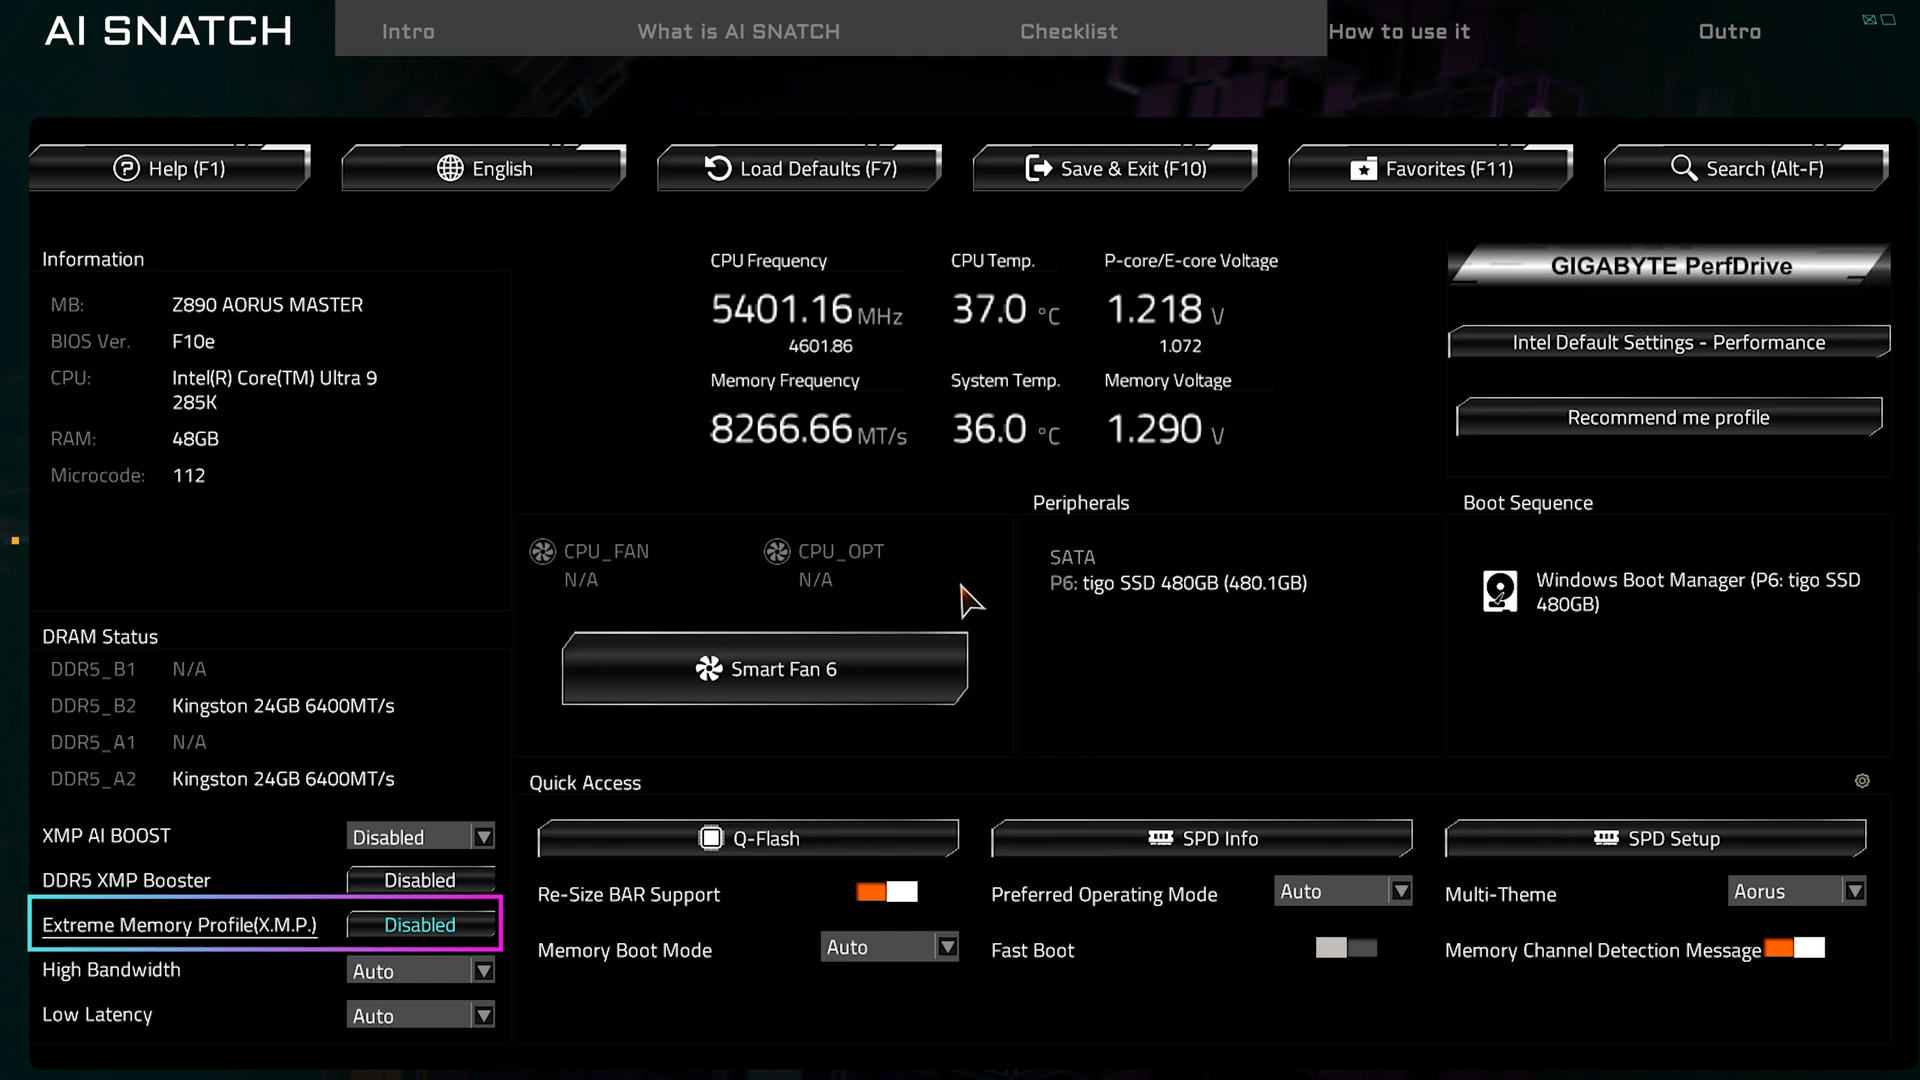 AI SNATCH
Intro
What is AI SNATCH
Checklist
How to use it
Outro
Help (F1)
English
Load Defaults (F7)
Save & Exit (F10)
Favorites (F11)
Search (Alt-F)
Information
MB: Z890 AORUS MASTER
BIOS Ver. F10e
CPU: Intel(R) Core(TM) Ultra 9
285K
RAM: 48GB
Microcode: 112
CPU Frequency
5401.16 MHz
4601.86
CPU Temp.
37.0 °C
P-core/E-core Voltage
1.218 V
1.072
Memory Frequency
8266.66 MT/s
System Temp.
36.0 °C
Memory Voltage
1.290 V
GIGABYTE PerfDrive
Intel Default Settings - Performance
Recommend me profile
CPU_FAN
N/A
CPU_OPT
N/A
Smart Fan 6
Peripherals
SATA
P6: tigo SSD 480GB (480.1GB)
Boot Sequence
Windows Boot Manager (P6: tigo SSD
480GB)
DRAM Status
DDR5_B1 N/A
DDR5_B2 Kingston 24GB 6400MT/s
DDR5_A1 N/A
DDR5_A2 Kingston 24GB 6400MT/s
XMP AI BOOST Disabled
DDR5 XMP Booster Disabled
Extreme Memory Profile(X.M.P.) Disabled
High Bandwidth Auto
Low Latency Auto
Quick Access
Q-Flash
SPD Info
SPD Setup
Re-Size BAR Support
Preferred Operating Mode Auto
Multi-Theme Aorus
Memory Boot Mode Auto
Fast Boot
Memory Channel Detection Message